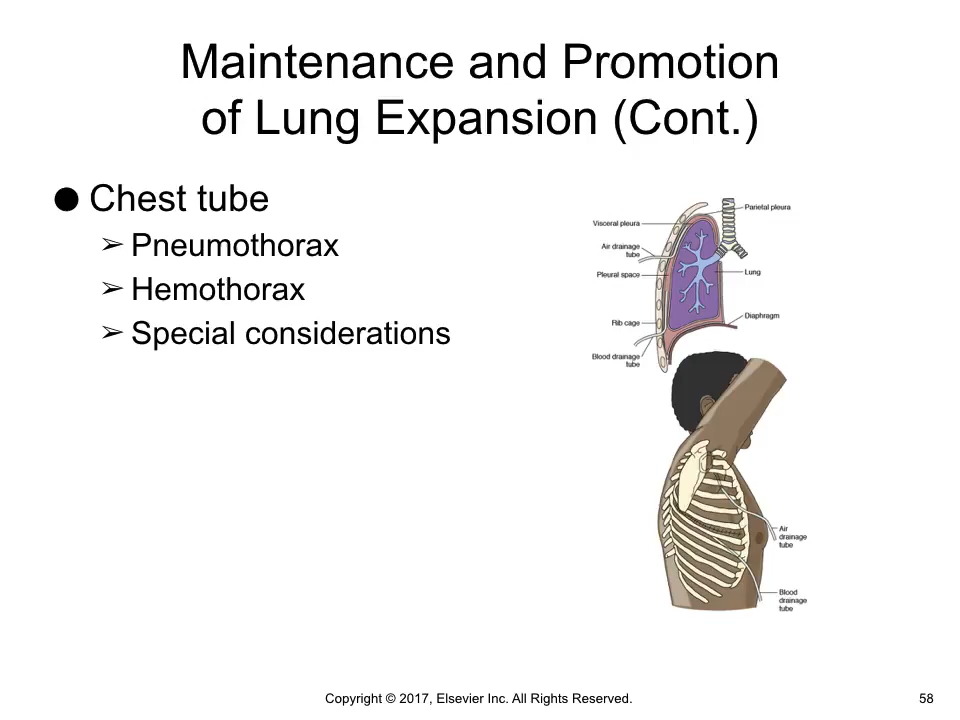 Maintenance and Promotion
of Lung Expansion (Cont.)
● Chest tube
➢ Pneumothorax
➢ Hemothorax
➢ Special considerations
Parietal pleura
Visceral pleura
Air drainage
tube
Pleural space
Lung
Rib cage
Diaphragm
Blood drainage
tube
Air
drainage
tube
Blood
drainage
tube
Copyright © 2017, Elsevier Inc. All Rights Reserved.
58